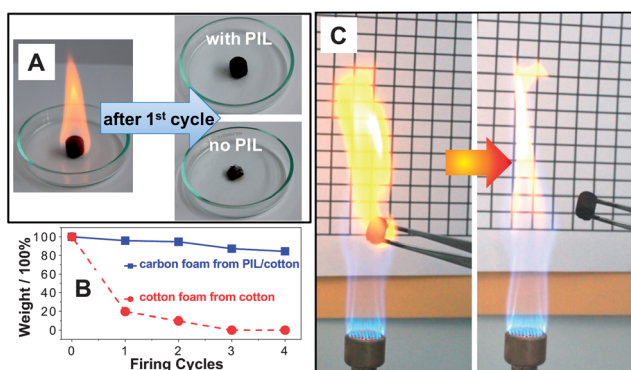 A
with PIL
after 1st cycle
no PIL
B
Weight / 100%
100
80
60
40
20
0
carbon foam from PIL/cotton
cotton foam from cotton
0 1 2 3 4
Firing Cycles
C